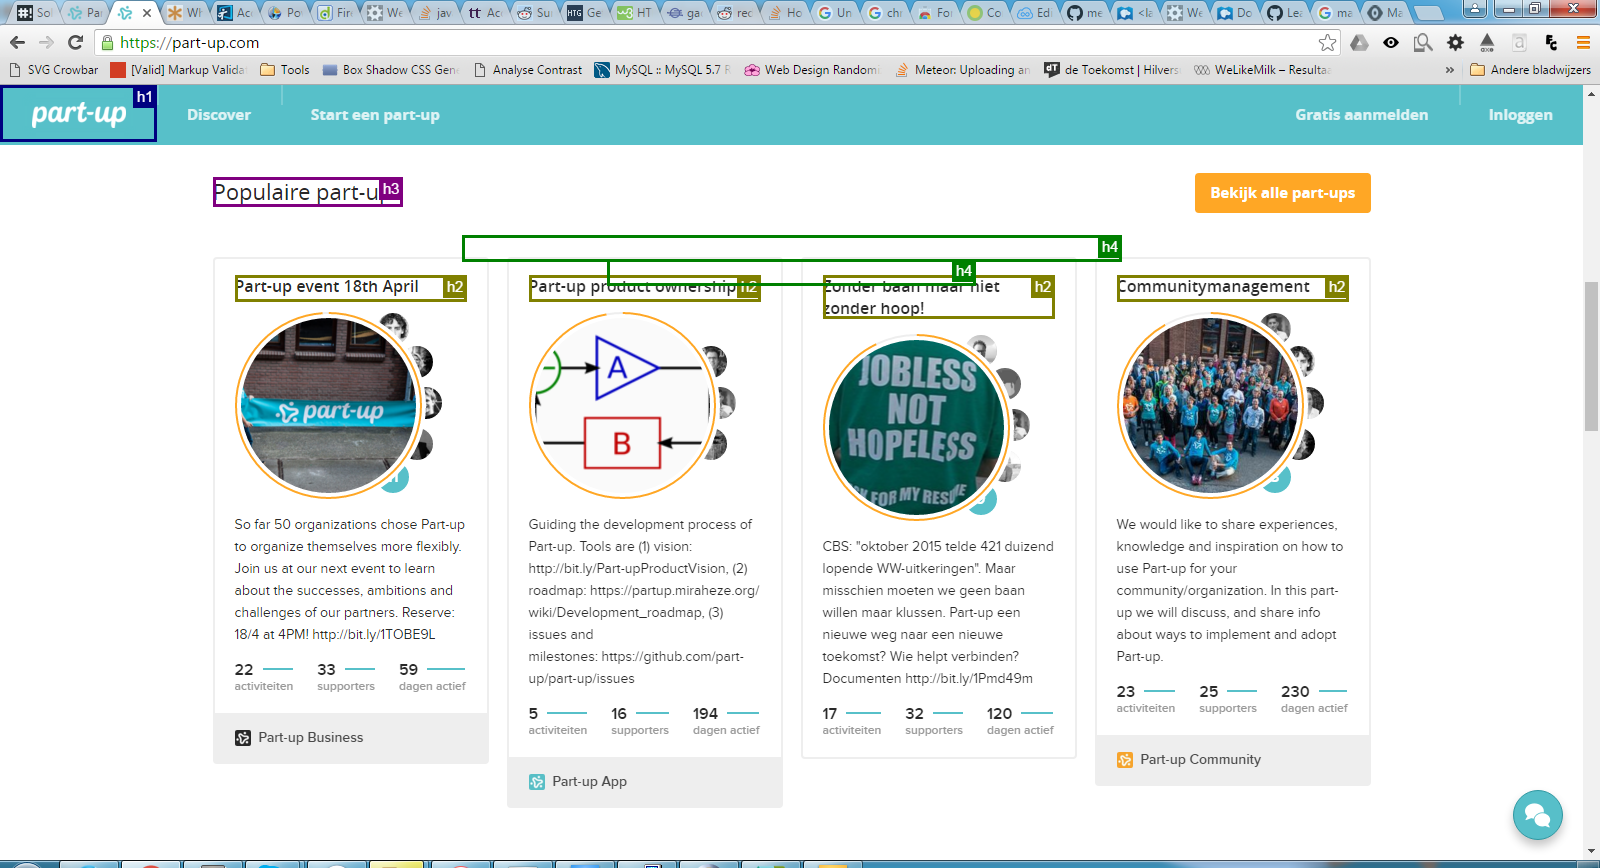 So
Par
Wh
Ace
Po
Fire
We
jav
Ace
Sur
HTG Ge
HT
ga
red
Ho
Un
chr
For
Co
Edi
me
<la
We
Do
Lea
ma
Ma
https://part-up.com
SVG Crowbar
[Valid] Markup Valida
Tools
Box Shadow CSS Gen
Analyse Contrast
MySQL :: MySQL 5.7 R
Web Design Random
Meteor: Uploading an
de Toekomst | Hilvers
WeLikeMilk – Resulta
»
Andere bladwijzers
part-up
h1
Discover
Start een part-up
Gratis aanmelden
Inloggen
Populaire part-u
h3
Bekijk alle part-ups
h4
h4
Part-up event 18th April
h2
part-up
So far 50 organizations chose Part-up
to organize themselves more flexibly.
Join us at our next event to learn
about the successes, ambitions and
challenges of our partners. Reserve:
18/4 at 4PM! http://bit.ly/1TOBE9L
22 33 59
activiteiten supporters dagen actief
Part-up Business
Part-up product ownership
h2
A
B
Guiding the development process of
Part-up. Tools are (1) vision:
http://bit.ly/Part-upProductVision, (2)
roadmap: https://partup.miraheze.org/
wiki/Development_roadmap, (3)
issues and
milestones: https://github.com/part-
up/part-up/issues
5 16 194
activiteiten supporters dagen actief
Part-up App
Zonder baan maar niet
zonder hoop!
h2
JOBLESS
NOT
HOPELESS
FOR MY RESUME
CBS: "oktober 2015 telde 421 duizend
lopende WW-uitkeringen". Maar
misschien moeten we geen baan
willen maar klussen. Part-up een
nieuwe weg naar een nieuwe
toekomst? Wie helpt verbinden?
Documenten http://bit.ly/1Pmd49m
17 32 120
activiteiten supporters dagen actief
Communitymanagement
h2
We would like to share experiences,
knowledge and inspiration on how to
use Part-up for your
community/organization. In this part-
up we will discuss, and share info
about ways to implement and adopt
Part-up.
23 25 230
activiteiten supporters dagen actief
Part-up Community